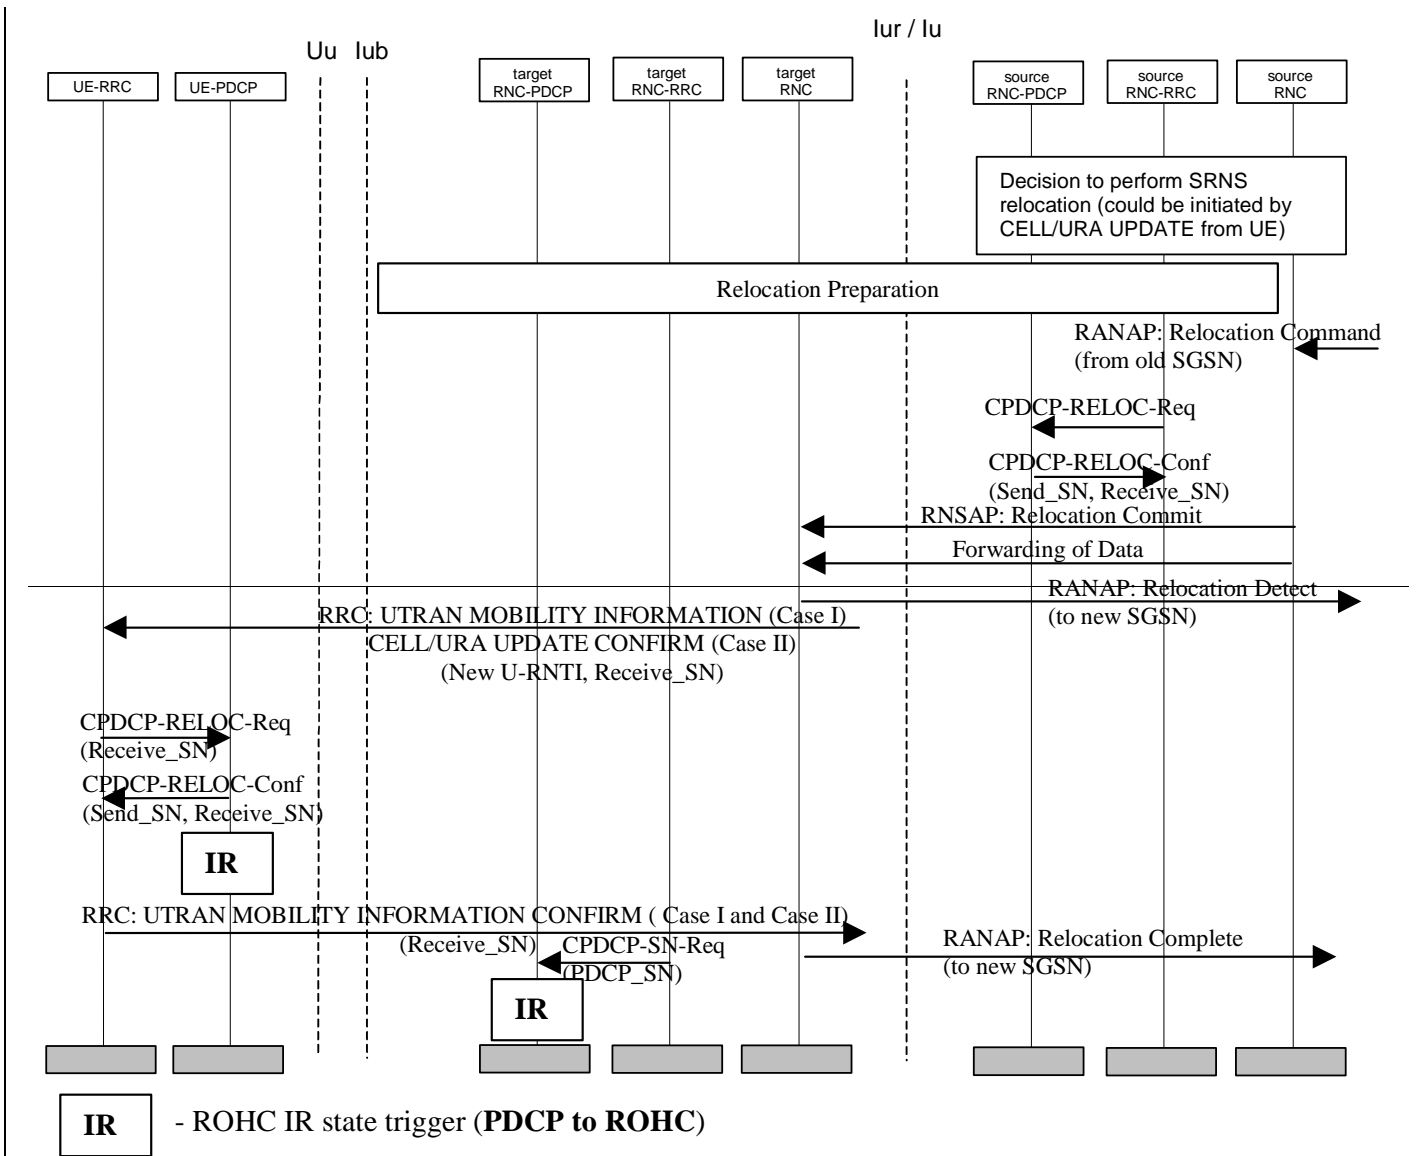 Iur / Iu
Uu Iub
UE-RRC
UE-PDCP
target
RNC-PDCP
target
RNC-RRC
target
RNC
source
RNC-PDCP
source
RNC-RRC
source
RNC
Decision to perform SRNS
relocation (could be initiated by
CELL/URA UPDATE from UE)
Relocation Preparation
RANAP: Relocation Command
(from old SGSN)
CPDCP-RELOC-Req
CPDCP-RELOC-Conf
(Send_SN, Receive_SN)
RNSAP: Relocation Commit
Forwarding of Data
RANAP: Relocation Detect
(to new SGSN)
RRC: UTRAN MOBILITY INFORMATION (Case I)
CELL/URA UPDATE CONFIRM (Case II)
(New U-RNTI, Receive_SN)
CPDCP-RELOC-Req
(Receive_SN)
CPDCP-RELOC-Conf
(Send_SN, Receive_SN)
IR
RRC: UTRAN MOBILITY INFORMATION CONFIRM ( Case I and Case II)
(Receive_SN)
CPDCP-SN-Req
(PDCP_SN)
RANAP: Relocation Complete
(to new SGSN)
IR
IR - ROHC IR state trigger (PDCP to ROHC)